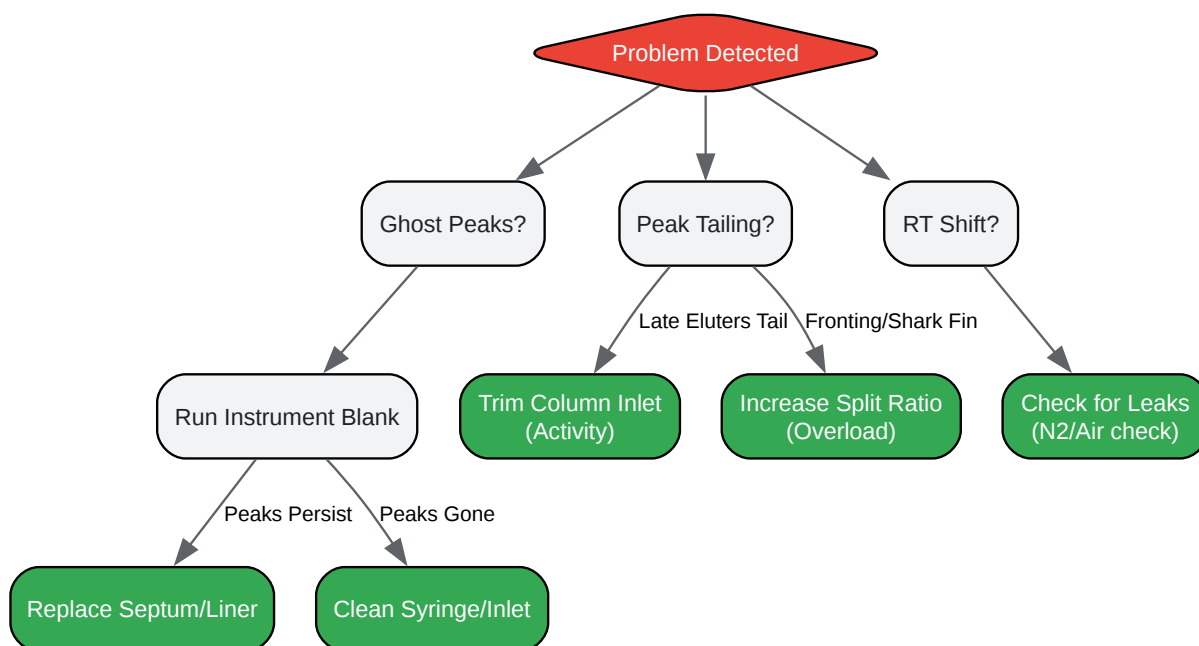 Problem Detected
Ghost Peaks?
Peak Tailing?
RT Shift?
Late Eluters Tail
Fronting/Shark Fin
Run Instrument Blank
Trim Column Inlet
(Activity)
Increase Split Ratio
(Overload)
Check for Leaks
(N2/Air check)
Peaks Persist
Peaks Gone
Replace Septum/Liner
Clean Syringe/Inlet